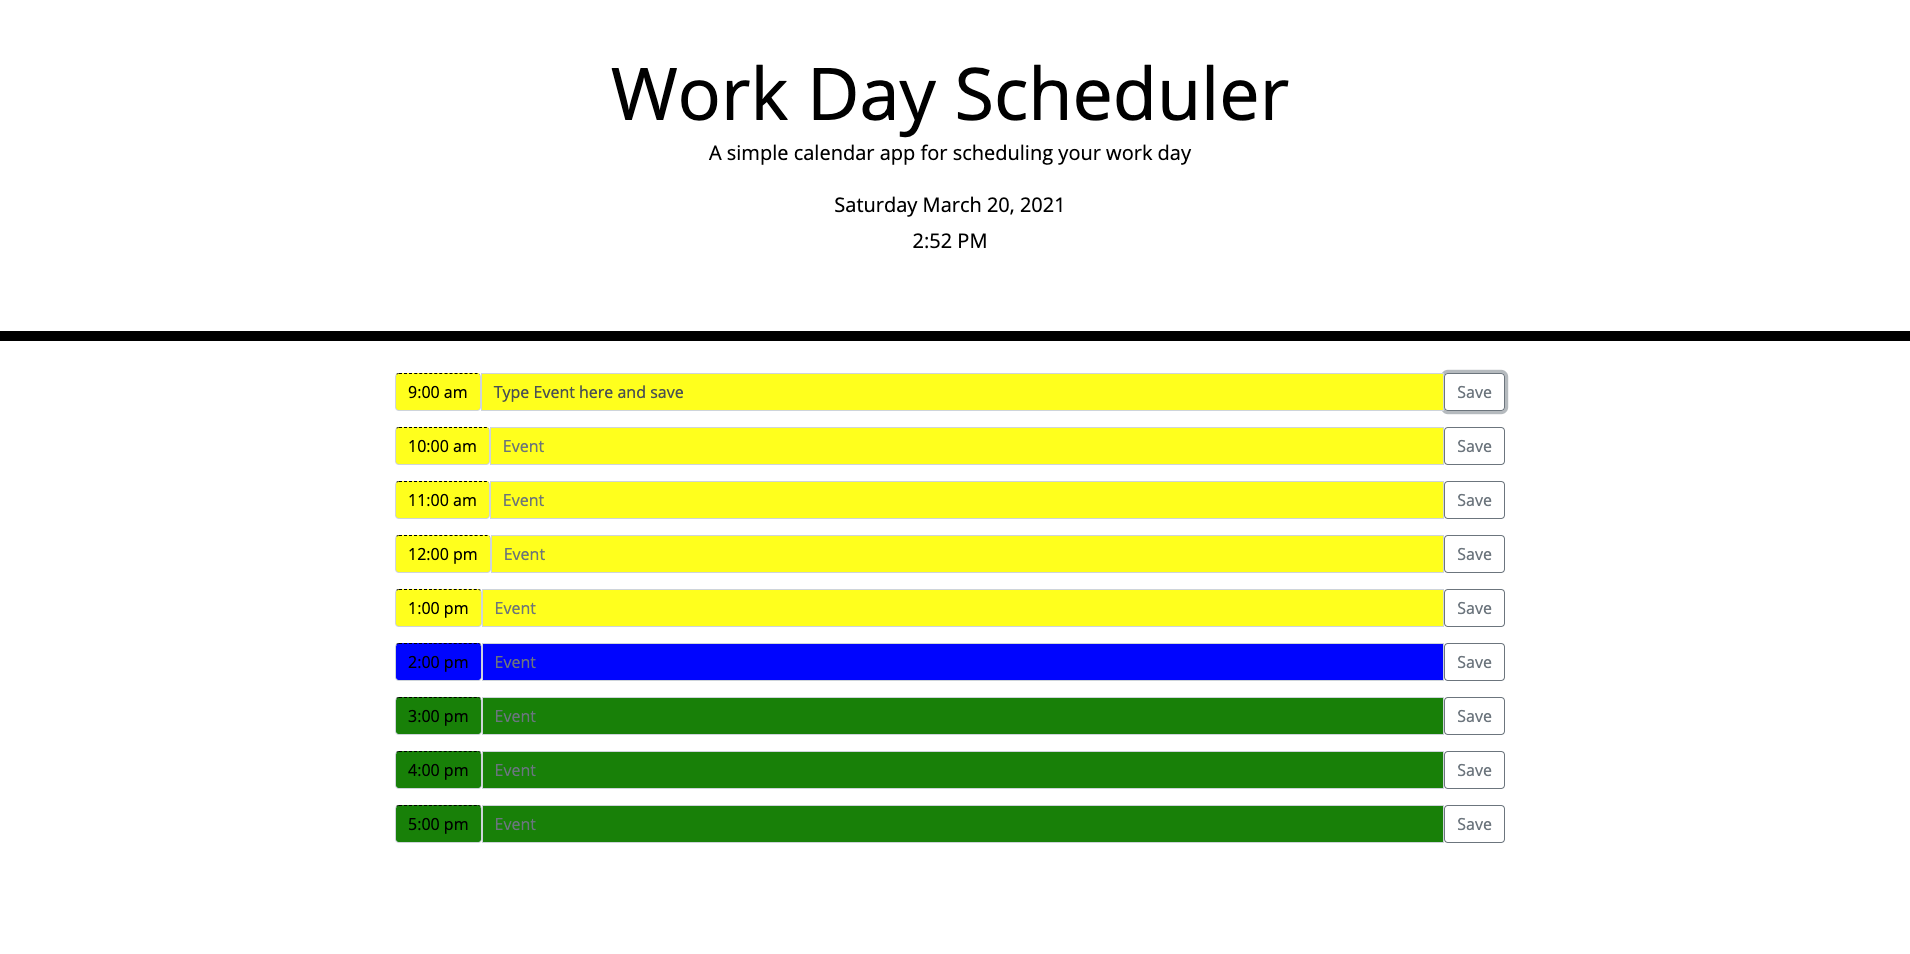 Work Day Scheduler
A simple calendar app for scheduling your work day
Saturday March 20, 2021
2:52 PM
9:00 am Type Event here and save Save
10:00 am Event Save
11:00 am Event Save
12:00 pm Event Save
1:00 pm Event Save
2:00 pm Event Save
3:00 pm Event Save
4:00 pm Event Save
5:00 pm Event Save